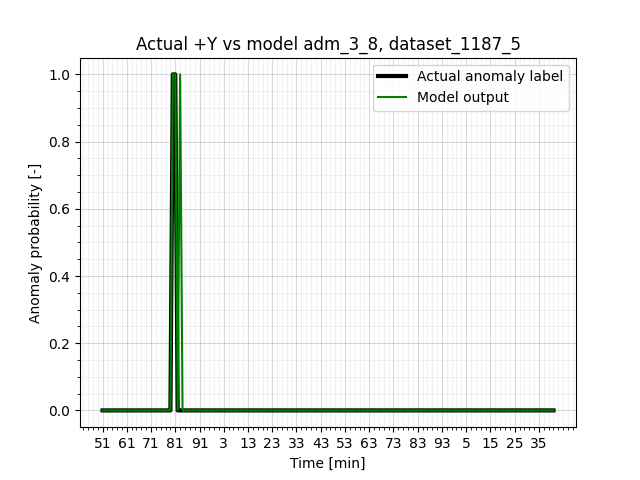 Actual +Y vs model adm_3_8, dataset_1187_5
Actual anomaly label
Model output
Anomaly probability [-]
1.0
0.8
0.6
0.4
0.2
0.0
51 61 71 81 91 3 13 23 33 43 53 63 73 83 93 5 15 25 35
Time [min]